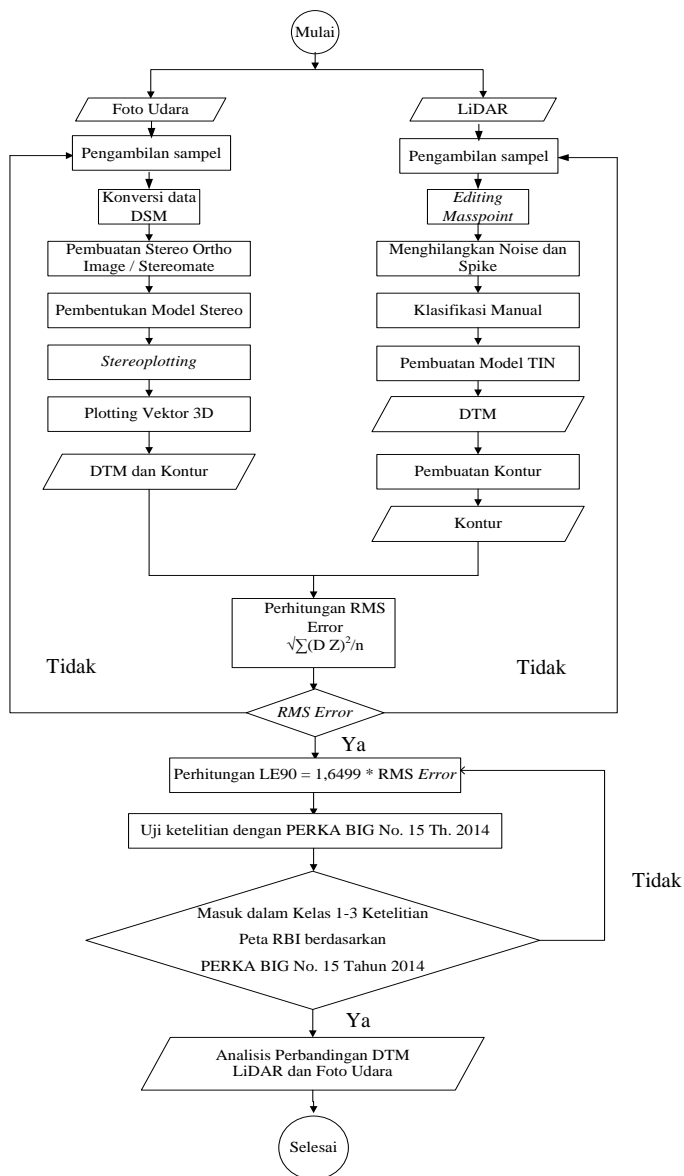 Mulai
Foto Udara
LiDAR
Pengambilan sampel
Pengambilan sampel
Konversi data
DSM
Editing
Masspoint
Pembuatan Stereo Ortho
Image / Stereomate
Menghilangkan Noise dan
Spike
Pembentukan Model Stereo
Klasifikasi Manual
Stereoplotting
Pembuatan Model TIN
Plotting Vektor 3D
DTM
DTM dan Kontur
Pembuatan Kontur
Kontur
Perhitungan RMS
Error
√∑(D Z)²/n
Tidak
Tidak
RMS Error
Ya
Perhitungan LE90 = 1,6499 * RMS Error
Uji ketelitian dengan PERKA BIG No. 15 Th. 2014
Tidak
Masuk dalam Kelas 1-3 Ketelitian
Peta RBI berdasarkan
PERKA BIG No. 15 Tahun 2014
Ya
Analisis Perbandingan DTM
LiDAR dan Foto Udara
Selesai